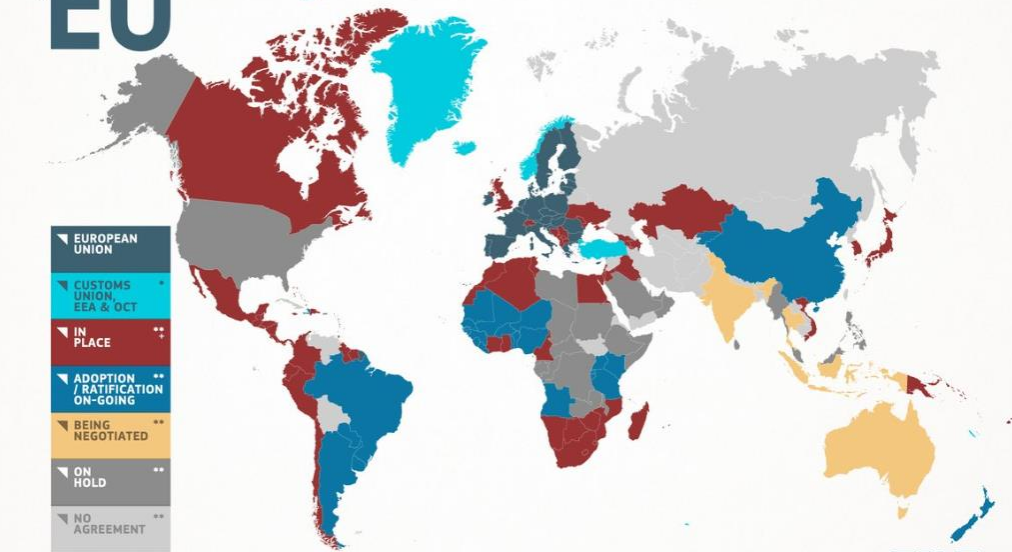 EU
EUROPEAN
UNION
CUSTOMS *
UNION,
EEA & OCT
IN **
PLACE +
ADOPTION **
/ RATIFICATION
ON-GOING
BEING **
NEGOTIATED
ON **
HOLD
NO **
AGREEMENT